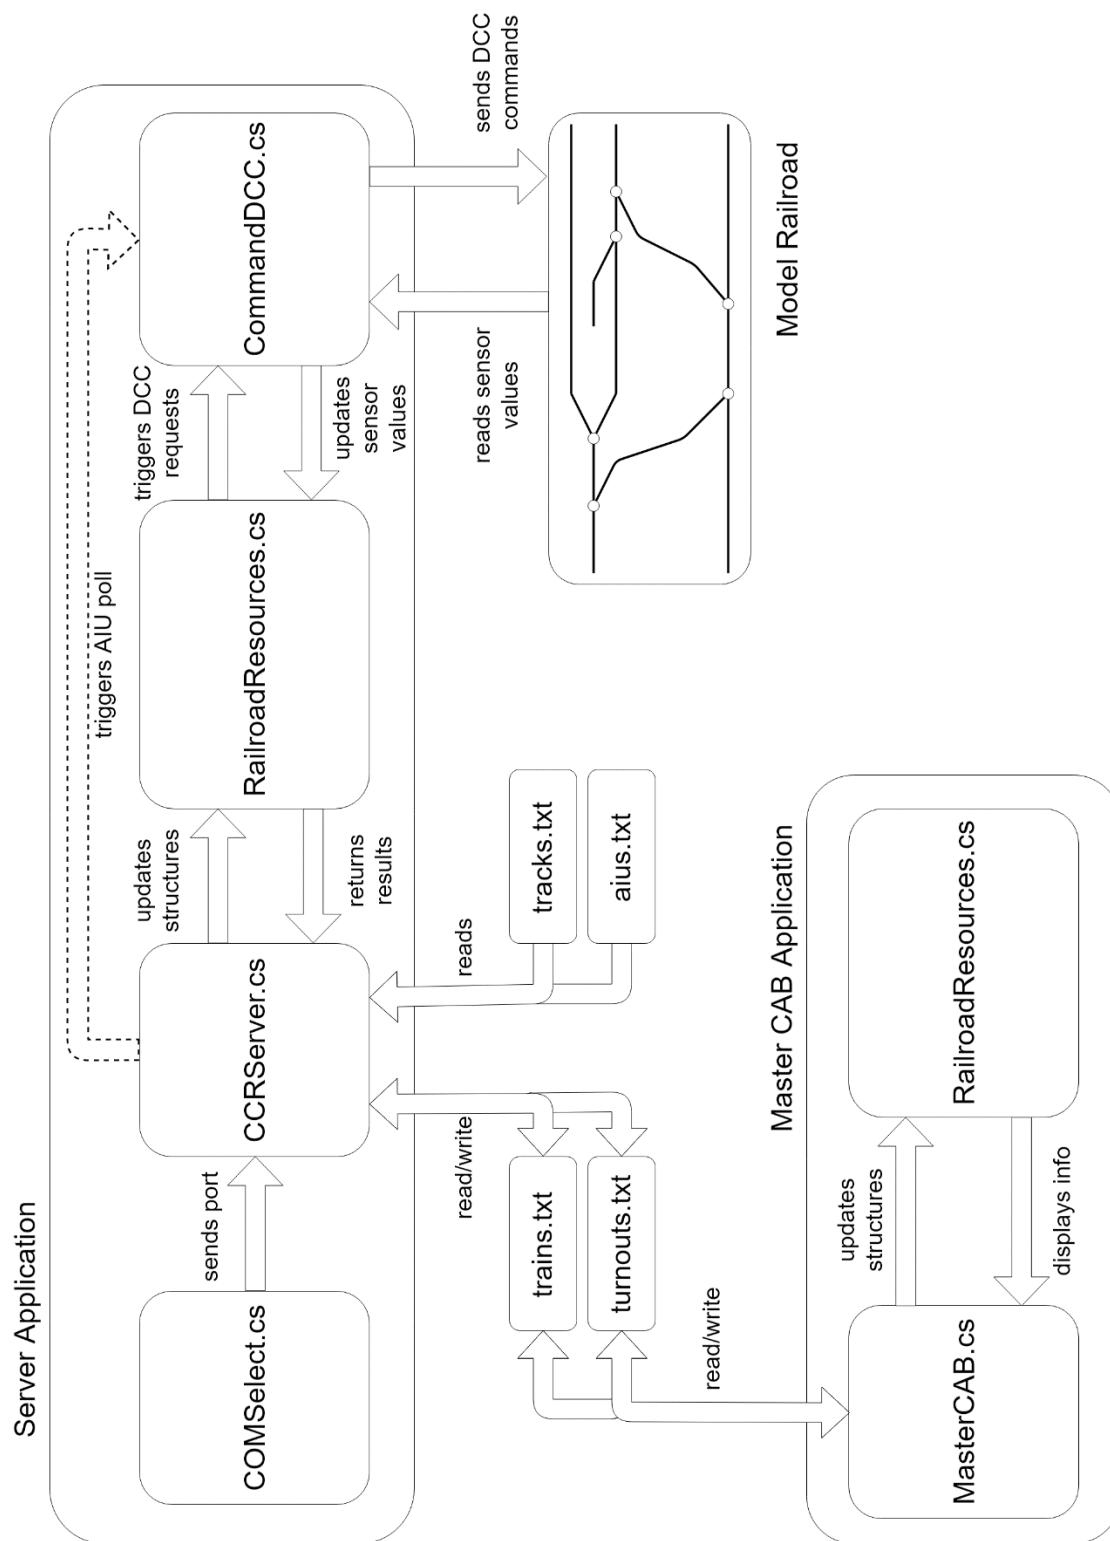 Server Application
COMSelect.cs
sends port
CCRServer.cs
updates
structures
returns
results
RailroadResources.cs
triggers AIU poll
triggers DCC
requests
updates
sensor
values
CommandDCC.cs
read/write
reads
reads sensor
values
sends DCC
commands
trains.txt
turnouts.txt
tracks.txt
aius.txt
Model Railroad
read/write
Master CAB Application
MasterCAB.cs
updates
structures
displays info
RailroadResources.cs